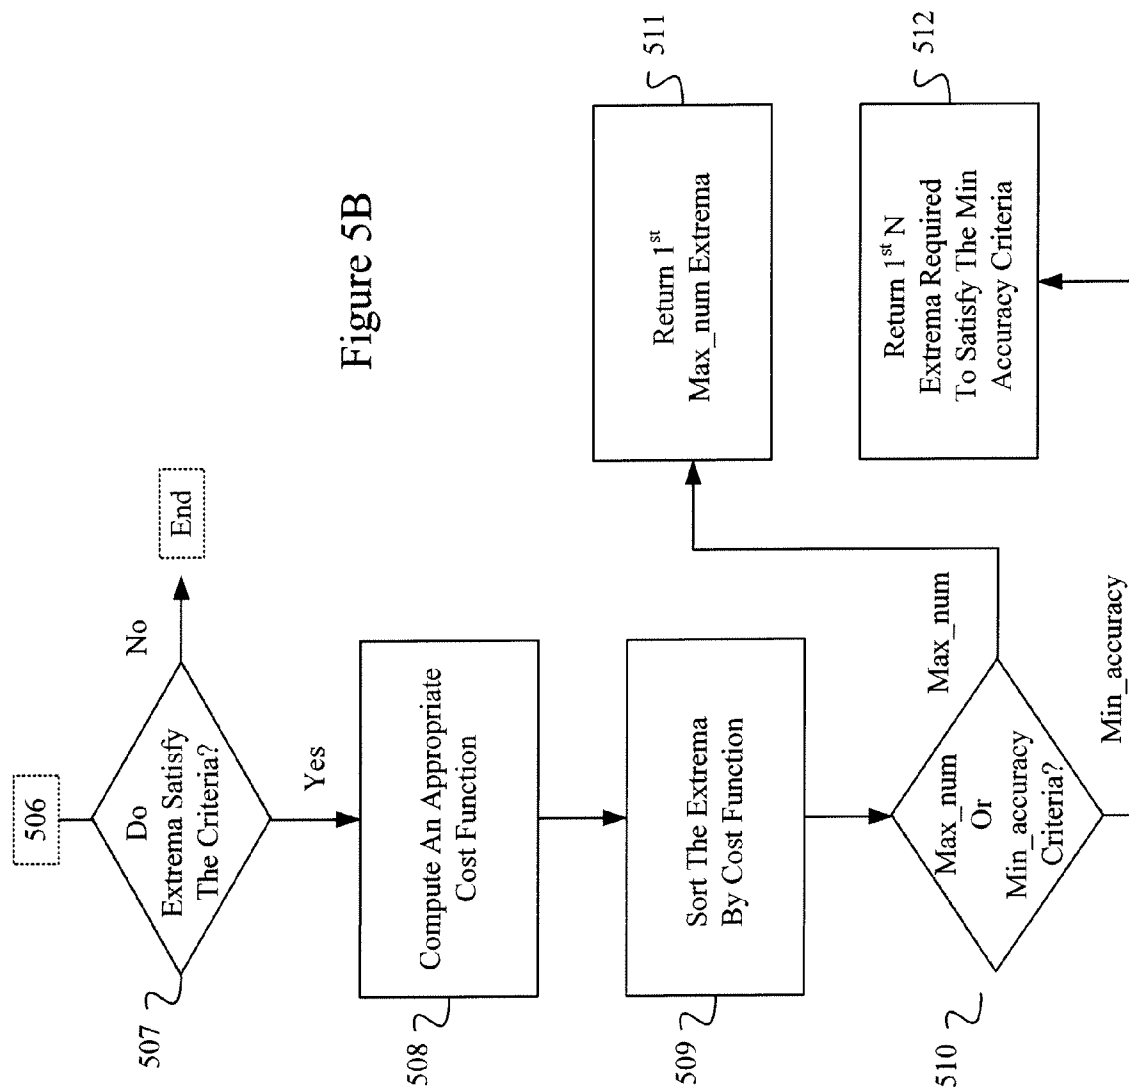 506
Do
Extrema Satisfy
The Criteria?
507
No
End
Yes
Compute An Appropriate
Cost Function
508
Sort The Extrema
By Cost Function
509
Max_num
Or
Min_accuracy
Criteria?
510
Max_num
Min_accuracy
Return 1st
Max_num Extrema
511
Return 1st N
Extrema Required
To Satisfy The Min
Accuracy Criteria
512
Figure 5B